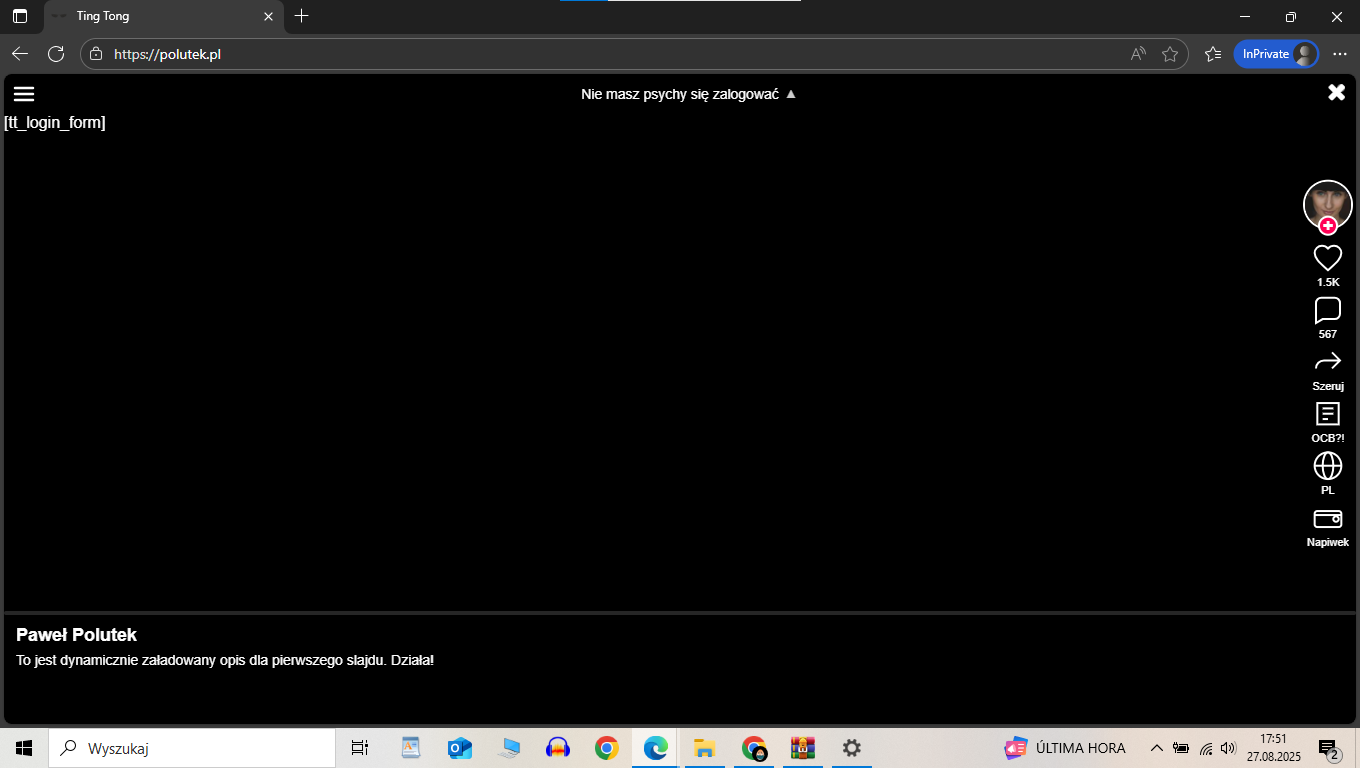 Ting Tong
https://polutek.pl
InPrivate
Nie masz psychy się zalogować ▲
[tt_login_form]
1.5K
567
Szeruj
OCB?!
PL
Napiwek
Paweł Polutek
To jest dynamicznie załadowany opis dla pierwszego slajdu. Działa!
Wyszukaj
ÚLTIMA HORA
17:51
27.08.2025
2